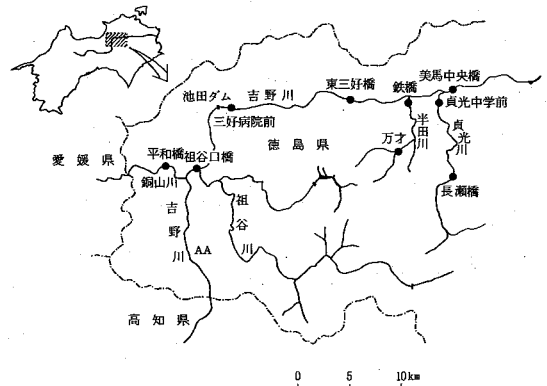 美馬中央橋
東三好橋
鉄橋
吉野川
池田ダム
貞光中学前
三好病院前
半田川
貞光川
万才
徳島県
愛媛県
平和橋
祖谷口橋
銅山川
長瀬橋
祖谷川
吉野川
AA
高知県
0 5 10km